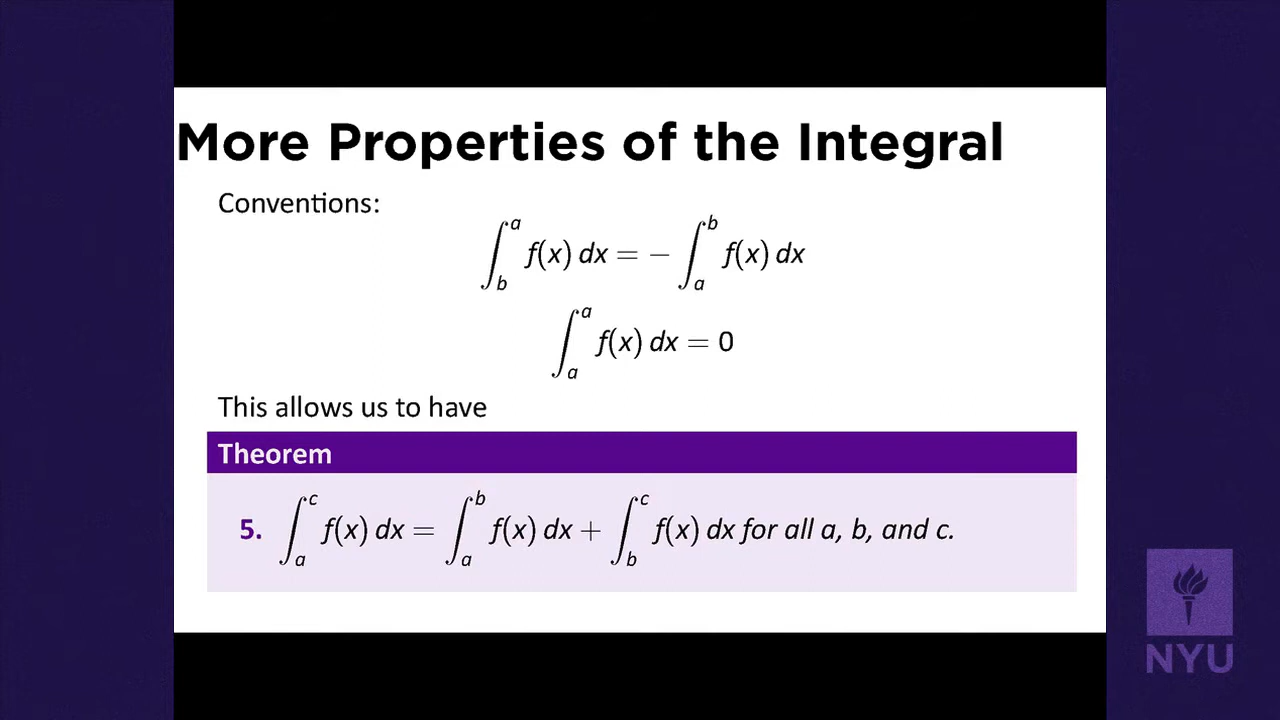 More Properties of the Integral
Conventions:
∫_b^a f(x) dx = − ∫_a^b f(x) dx
∫_a^a f(x) dx = 0
This allows us to have
Theorem
5. ∫_a^c f(x) dx = ∫_a^b f(x) dx + ∫_b^c f(x) dx for all a, b, and c.
NYU